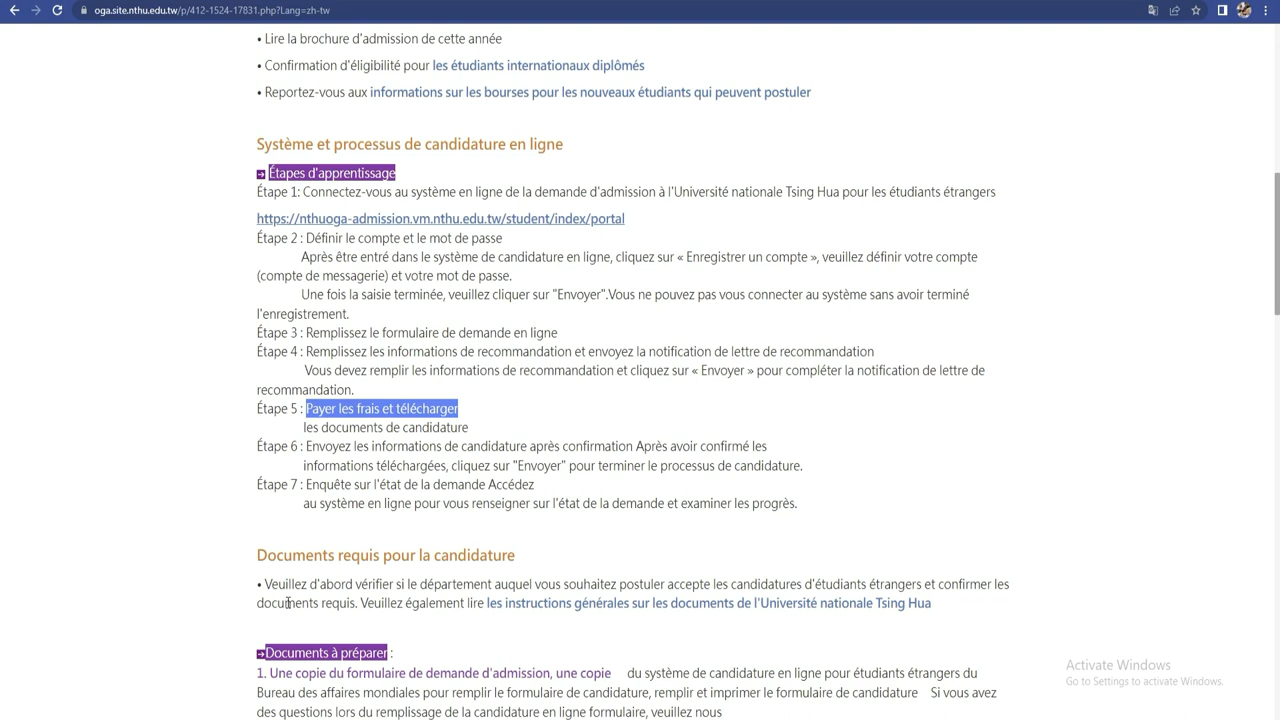 oga.site.nthu.edu.tw/p/412-1524-17831.php?Lang=zh-tw
• Lire la brochure d'admission de cette année
• Confirmation d'éligibilité pour les étudiants internationaux diplômés
• Reportez-vous aux informations sur les bourses pour les nouveaux étudiants qui peuvent postuler
Système et processus de candidature en ligne
→ Étapes d'apprentissage
Étape 1: Connectez-vous au système en ligne de la demande d'admission à l'Université nationale Tsing Hua pour les étudiants étrangers
https://nthuoga-admission.vm.nthu.edu.tw/student/index/portal
Étape 2 : Définir le compte et le mot de passe
Après être entré dans le système de candidature en ligne, cliquez sur « Enregistrer un compte », veuillez définir votre compte
(compte de messagerie) et votre mot de passe.
Une fois la saisie terminée, veuillez cliquer sur "Envoyer".Vous ne pouvez pas vous connecter au système sans avoir terminé
l'enregistrement.
Étape 3 : Remplissez le formulaire de demande en ligne
Étape 4 : Remplissez les informations de recommandation et envoyez la notification de lettre de recommandation
Vous devez remplir les informations de recommandation et cliquez sur « Envoyer » pour compléter la notification de lettre de
recommandation.
Étape 5 : Payer les frais et télécharger
les documents de candidature
Étape 6 : Envoyez les informations de candidature après confirmation Après avoir confirmé les
informations téléchargées, cliquez sur "Envoyer" pour terminer le processus de candidature.
Étape 7 : Enquête sur l'état de la demande Accédez
au système en ligne pour vous renseigner sur l'état de la demande et examiner les progrès.
Documents requis pour la candidature
• Veuillez d'abord vérifier si le département auquel vous souhaitez postuler accepte les candidatures d'étudiants étrangers et confirmer les
documents requis. Veuillez également lire les instructions générales sur les documents de l'Université nationale Tsing Hua
→Documents à préparer :
1. Une copie du formulaire de demande d'admission, une copie du système de candidature en ligne pour étudiants étrangers du
Bureau des affaires mondiales pour remplir le formulaire de candidature, remplir et imprimer le formulaire de candidature Si vous avez
des questions lors du remplissage de la candidature en ligne formulaire, veuillez nous
Activate Windows
Go to Settings to activate Windows.